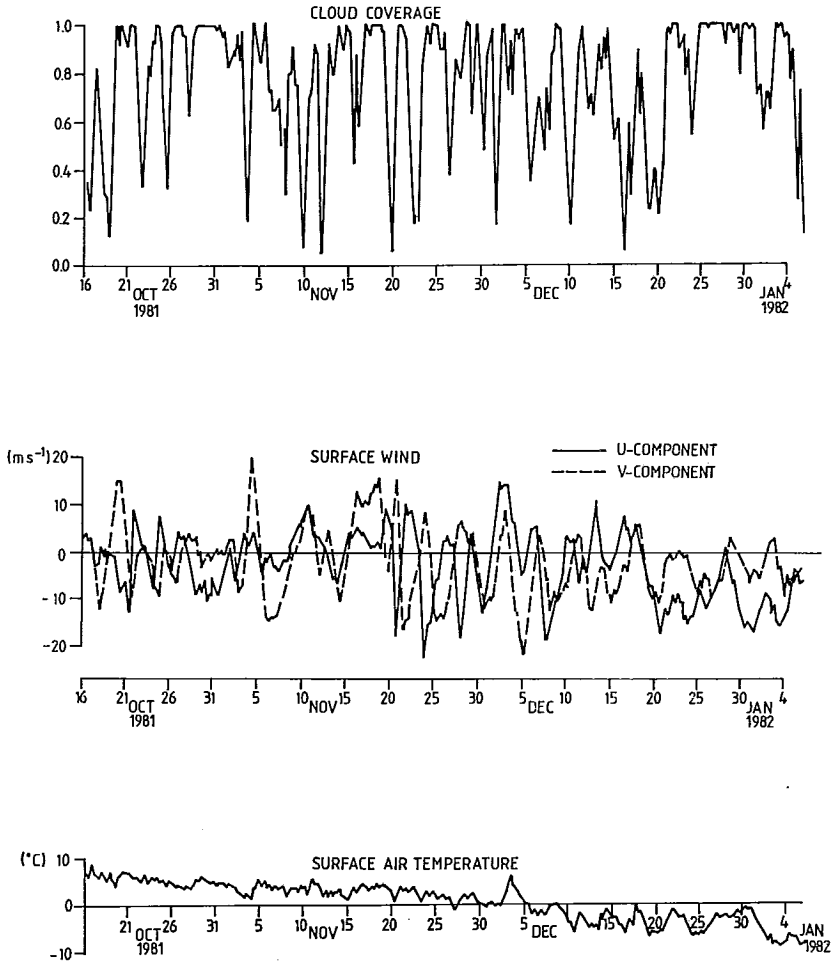 CLOUD COVERAGE
1.0
0.8
0.6
0.4
0.2
0.0
16 21 26 31 5 10 15 20 25 30 5 10 15 20 25 30 4
OCT NOV DEC JAN
1981 1982
(ms⁻¹) 20 SURFACE WIND U-COMPONENT
V-COMPONENT
10
0
-10
-20
16 21 26 31 5 10 15 20 25 30 5 10 15 20 25 30 4
OCT NOV DEC JAN
1981 1982
(°C) 10 SURFACE AIR TEMPERATURE
0
21 26 31 5 10 15 20 25 30 5 10 15 20 25 30 4
OCT NOV DEC JAN
1981 1982
-10